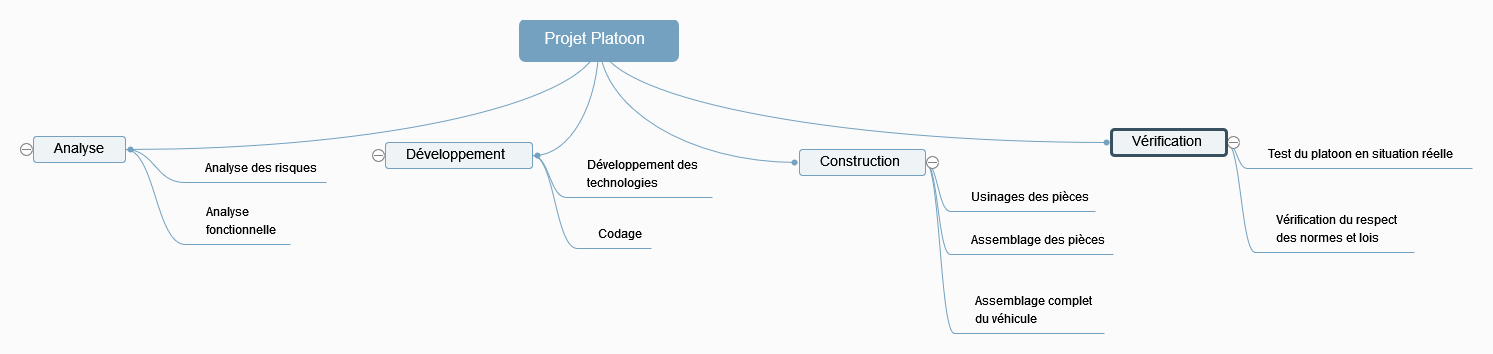 Projet Platoon
Analyse
Analyse des risques
Analyse
fonctionnelle
Développement
Développement des
technologies
Codage
Construction
Usinages des pièces
Assemblage des pièces
Assemblage complet
du véhicule
Vérification
Test du platoon en situation réelle
Vérification du respect
des normes et lois